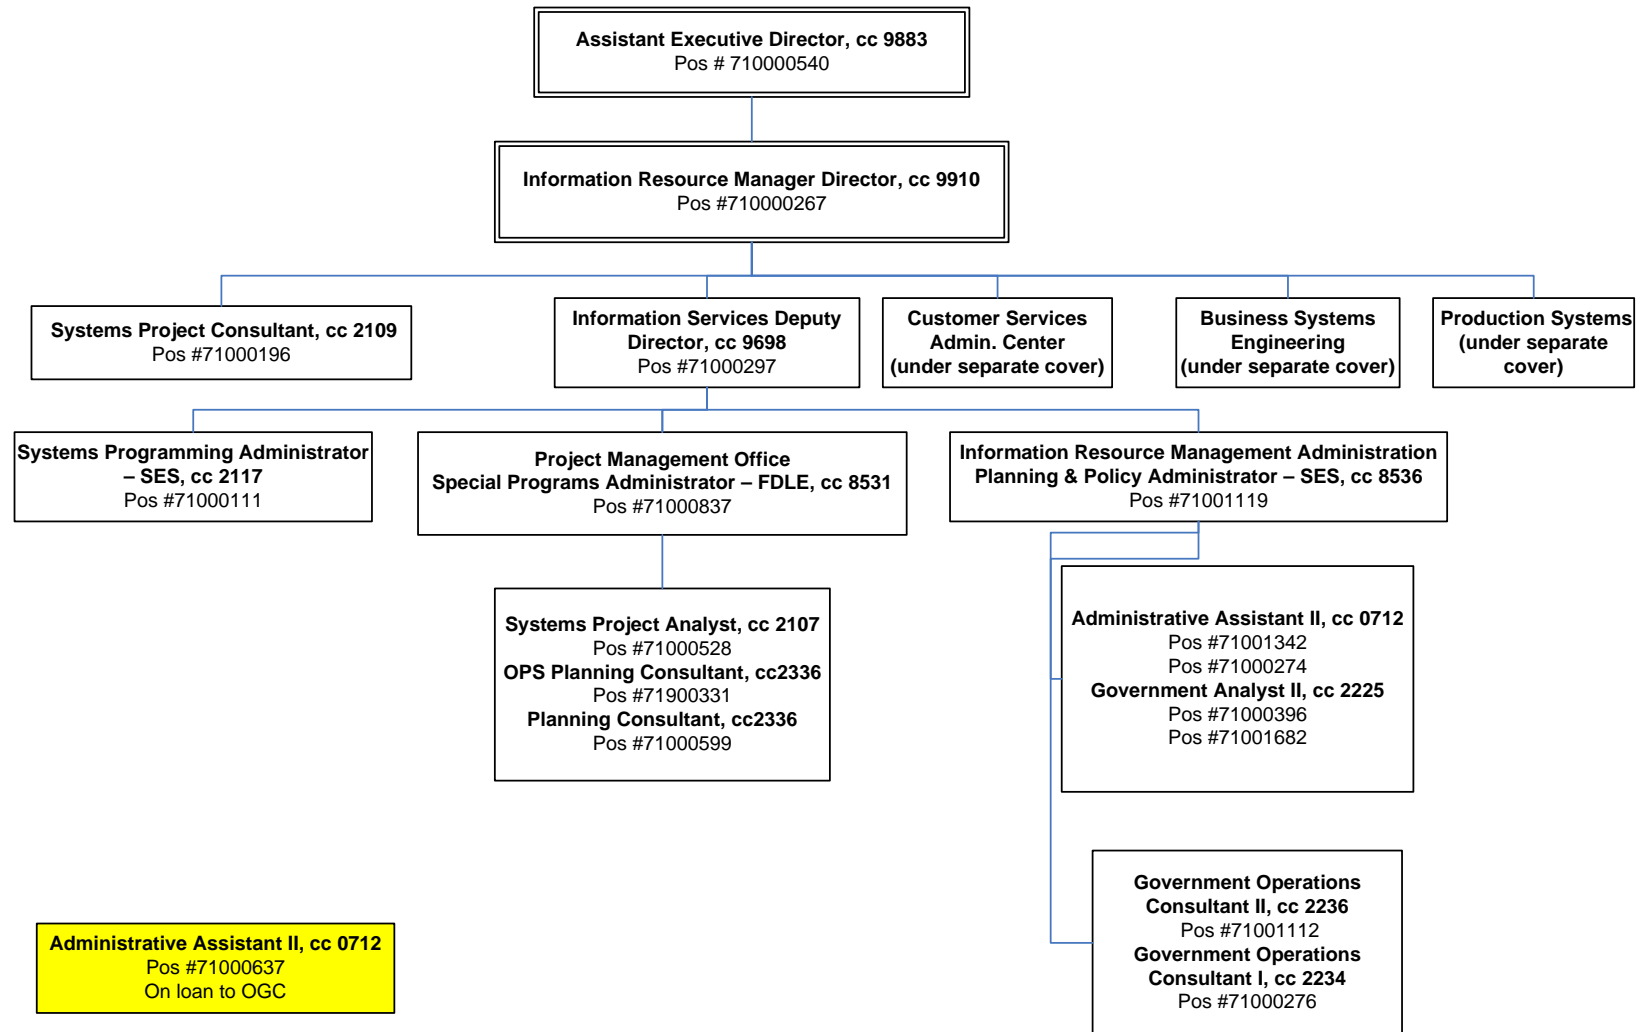 Assistant Executive Director, cc 9883
Pos # 710000540
Information Resource Manager Director, cc 9910
Pos #710000267
Systems Project Consultant, cc 2109
Pos #71000196
Information Services Deputy
Director, cc 9698
Pos #71000297
Customer Services
Admin. Center
(under separate cover)
Business Systems
Engineering
(under separate cover)
Production Systems
(under separate
cover)
Systems Programming Administrator
– SES, cc 2117
Pos #71000111
Project Management Office
Special Programs Administrator – FDLE, cc 8531
Pos #71000837
Information Resource Management Administration
Planning & Policy Administrator – SES, cc 8536
Pos #71001119
Systems Project Analyst, cc 2107
Pos #71000528
OPS Planning Consultant, cc2336
Pos #71900331
Planning Consultant, cc2336
Pos #71000599
Administrative Assistant II, cc 0712
Pos #71001342
Pos #71000274
Government Analyst II, cc 2225
Pos #71000396
Pos #71001682
Government Operations
Consultant II, cc 2236
Pos #71001112
Government Operations
Consultant I, cc 2234
Pos #71000276
Administrative Assistant II, cc 0712
Pos #71000637
On loan to OGC